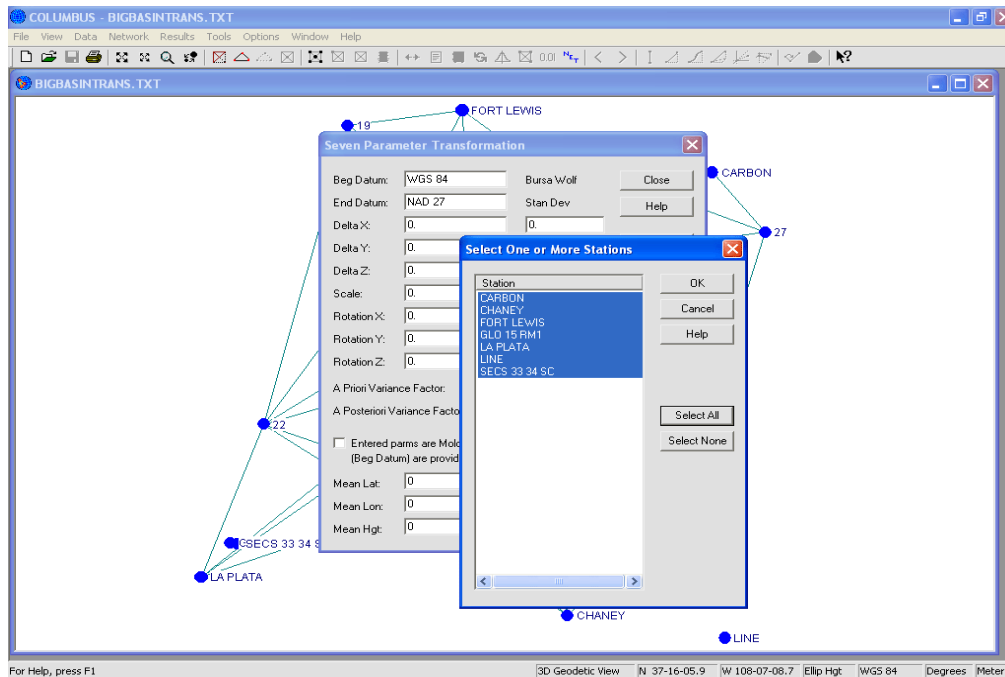 COLUMBUS - BIGBASINTRANS.TXT
File View Data Network Results Tools Options Window Help
0.01
BIGBASINTRANS.TXT
19
FORT LEWIS
CARBON
27
22
SECS 33 34 S
LA PLATA
CHANEY
LINE
Seven Parameter Transformation
Beg Datum: WGS 84 Bursa Wolf Close
End Datum: NAD 27 Stan Dev Help
Delta X: 0. 0.
Delta Y: 0.
Delta Z: 0.
Scale: 0.
Rotation X: 0.
Rotation Y: 0.
Rotation Z: 0.
A Priori Variance Factor:
A Posteriori Variance Facto
Entered parms are Molo
(Beg Datum) are provid
Mean Lat: 0
Mean Lon: 0
Mean Hgt: 0
Select One or More Stations
Station
CARBON
CHANEY
FORT LEWIS
GLO 15 RM1
LA PLATA
LINE
SECS 33 34 SC
OK
Cancel
Help
Select All
Select None
For Help, press F1
3D Geodetic View N 37-16-05.9 W 108-07-08.7 Ellip Hgt WGS 84 Degrees Meter